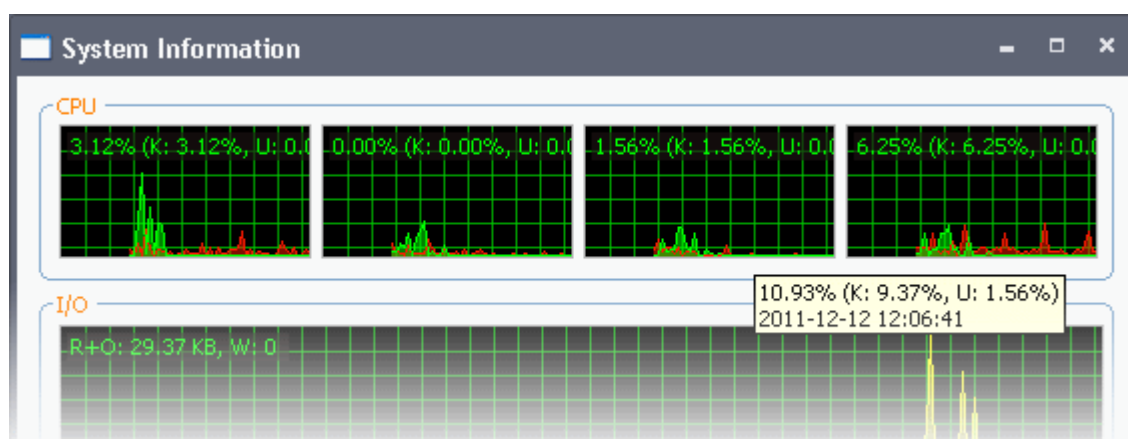 System Information
CPU
3.12% (K: 3.12%, U: 0.0
0.00% (K: 0.00%, U: 0.0
1.56% (K: 1.56%, U: 0.0
6.25% (K: 6.25%, U: 0.0
10.93% (K: 9.37%, U: 1.56%)
2011-12-12 12:06:41
I/O
R+O: 29.37 KB, W: 0